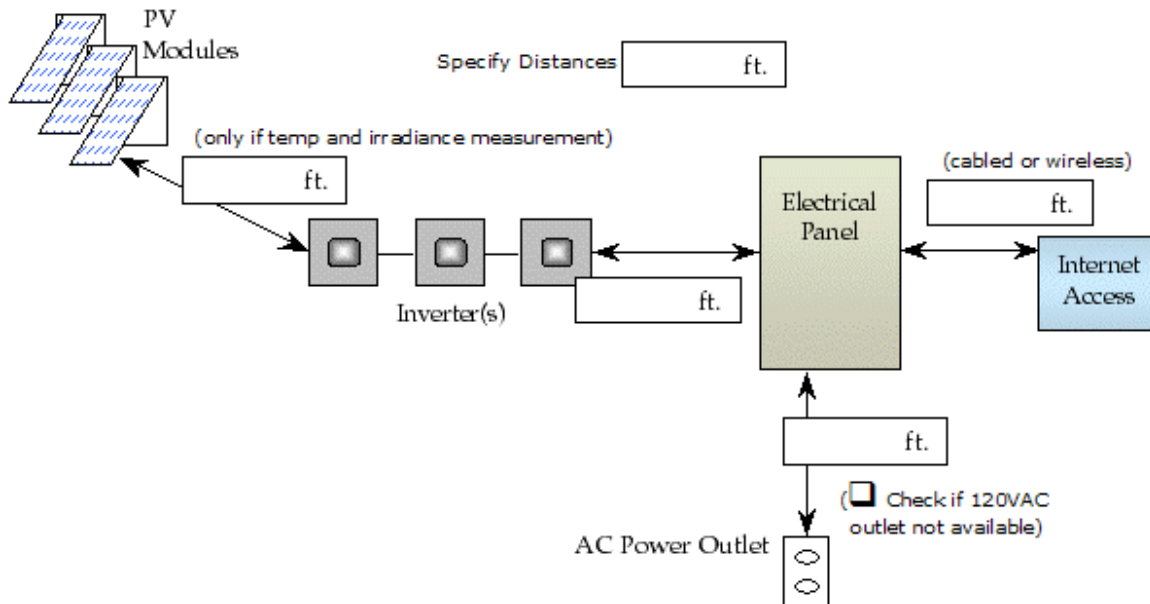 PV
Modules
Specify Distances
ft.
(only if temp and irradiance measurement)
ft.
(cabled or wireless)
ft.
Electrical
Panel
Internet
Access
ft.
Inverter(s)
ft.
( Check if 120VAC
outlet not available)
AC Power Outlet